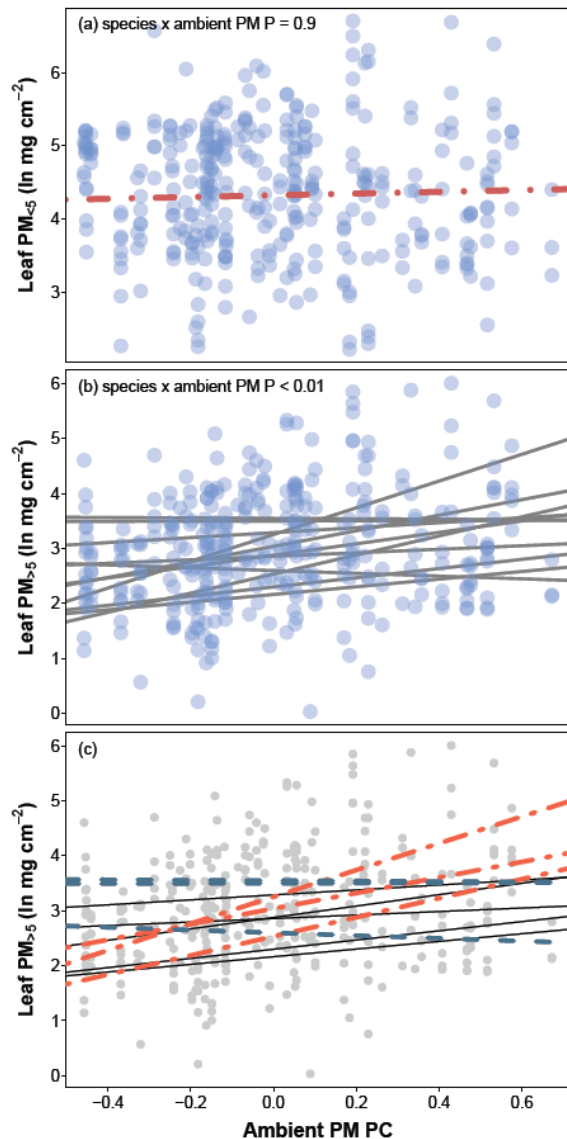 (a) species x ambient PM P = 0.9
Leaf PM<5 (ln mg cm−2)
6
5
4
3
(b) species x ambient PM P < 0.01
Leaf PM>5 (ln mg cm−2)
6
5
4
3
2
1
0
(c)
Leaf PM>5 (ln mg cm−2)
6
5
4
3
2
1
0
−0.4 −0.2 0.0 0.2 0.4 0.6
Ambient PM PC